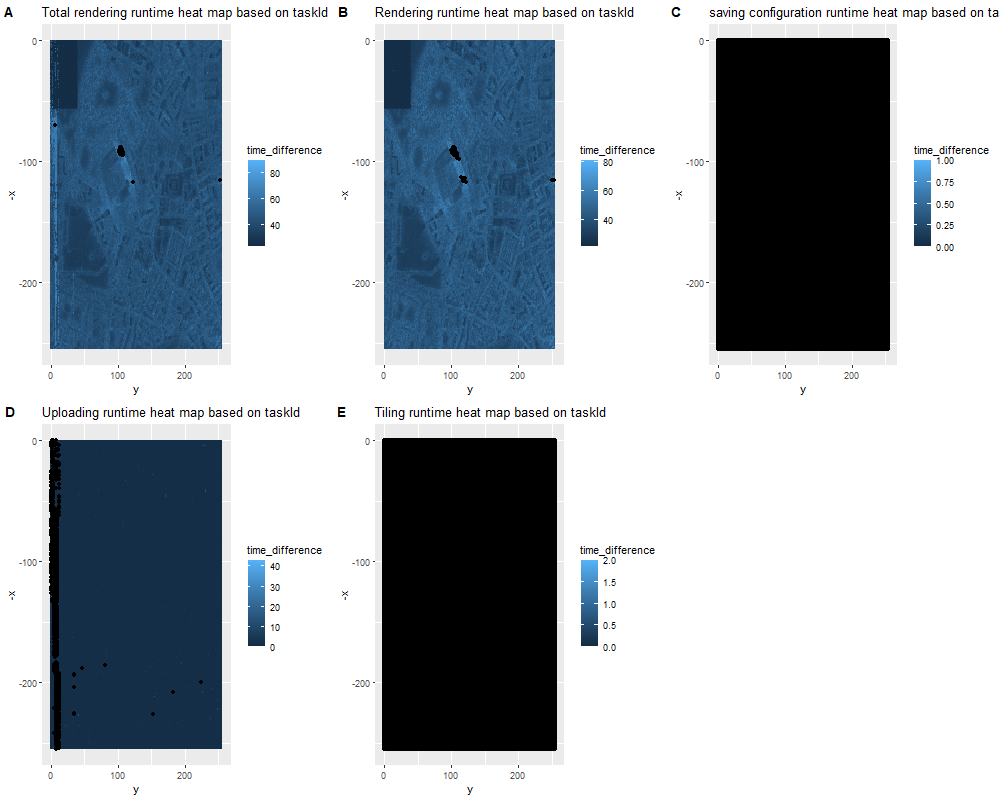 A Total rendering runtime heat map based on taskId
0
-100
-200
-x
0 100 200
y
time_difference
80
60
40
B Rendering runtime heat map based on taskId
0
-100
-200
-x
0 100 200
y
time_difference
80
60
40
C saving configuration runtime heat map based on ta
0
-100
-200
-x
0 100 200
y
time_difference
1.00
0.75
0.50
0.25
0.00
D Uploading runtime heat map based on taskId
0
-100
-200
-x
0 100 200
y
time_difference
40
30
20
10
0
E Tiling runtime heat map based on taskId
0
-100
-200
-x
0 100 200
y
time_difference
2.0
1.5
1.0
0.5
0.0